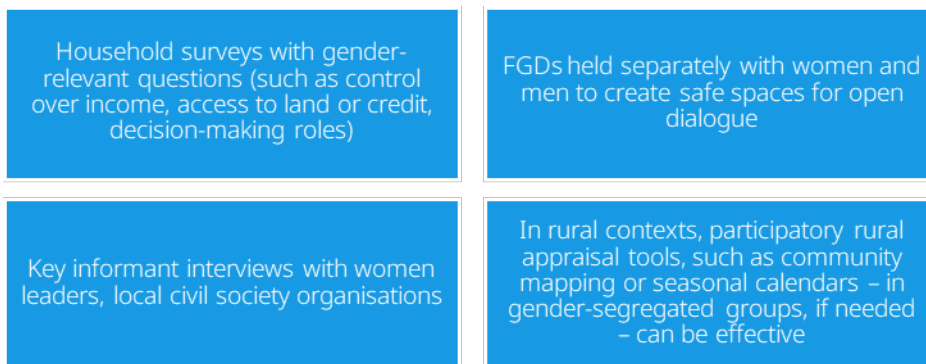 Household surveys with gender-
relevant questions (such as control
over income, access to land or credit,
decision-making roles)
FGDs held separately with women and
men to create safe spaces for open
dialogue
Key informant interviews with women
leaders, local civil society organisations
In rural contexts, participatory rural
appraisal tools, such as community
mapping or seasonal calendars – in
gender-segregated groups, if needed
– can be effective